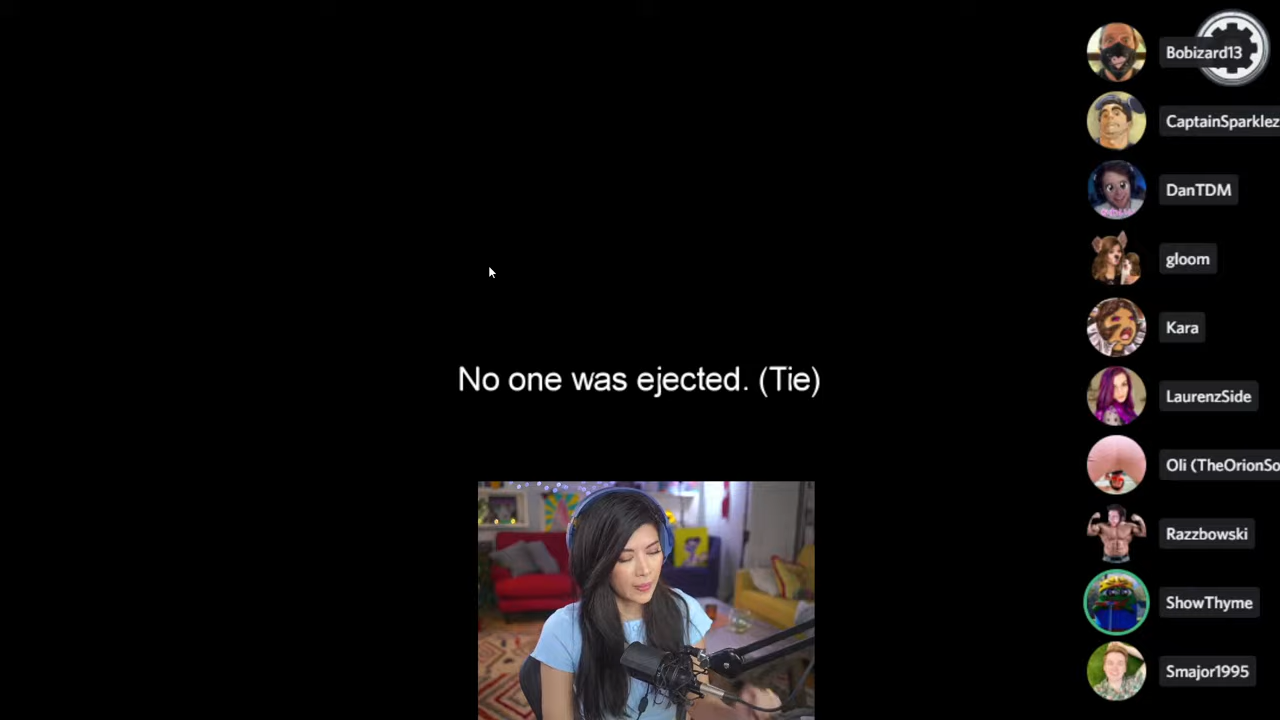 Bobizard13
CaptainSparklez
DanTDM
gloom
No one was ejected. (Tie)
Kara
LaurenzSide
Oli (TheOrionSo
Razzbowski
ShowThyme
Smajor1995